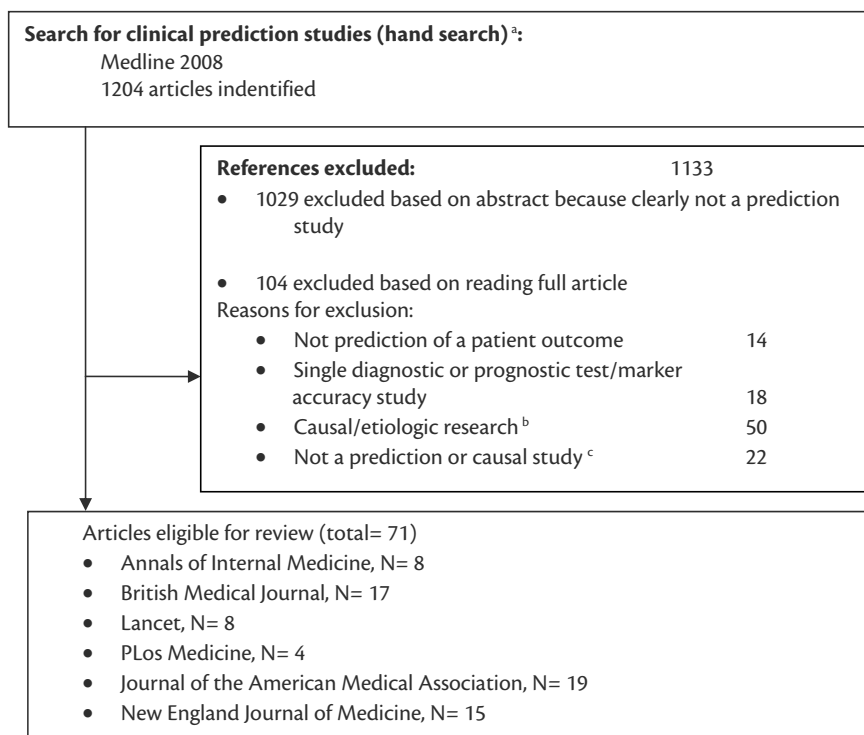 Search for clinical prediction studies (hand search) a:
Medline 2008
1204 articles indentified
References excluded: 1133
• 1029 excluded based on abstract because clearly not a prediction
study
• 104 excluded based on reading full article
Reasons for exclusion:
• Not prediction of a patient outcome 14
• Single diagnostic or prognostic test/marker
accuracy study 18
• Causal/etiologic research b 50
• Not a prediction or causal study c 22
Articles eligible for review (total= 71)
• Annals of Internal Medicine, N= 8
• British Medical Journal, N= 17
• Lancet, N= 8
• PLos Medicine, N= 4
• Journal of the American Medical Association, N= 19
• New England Journal of Medicine, N= 15